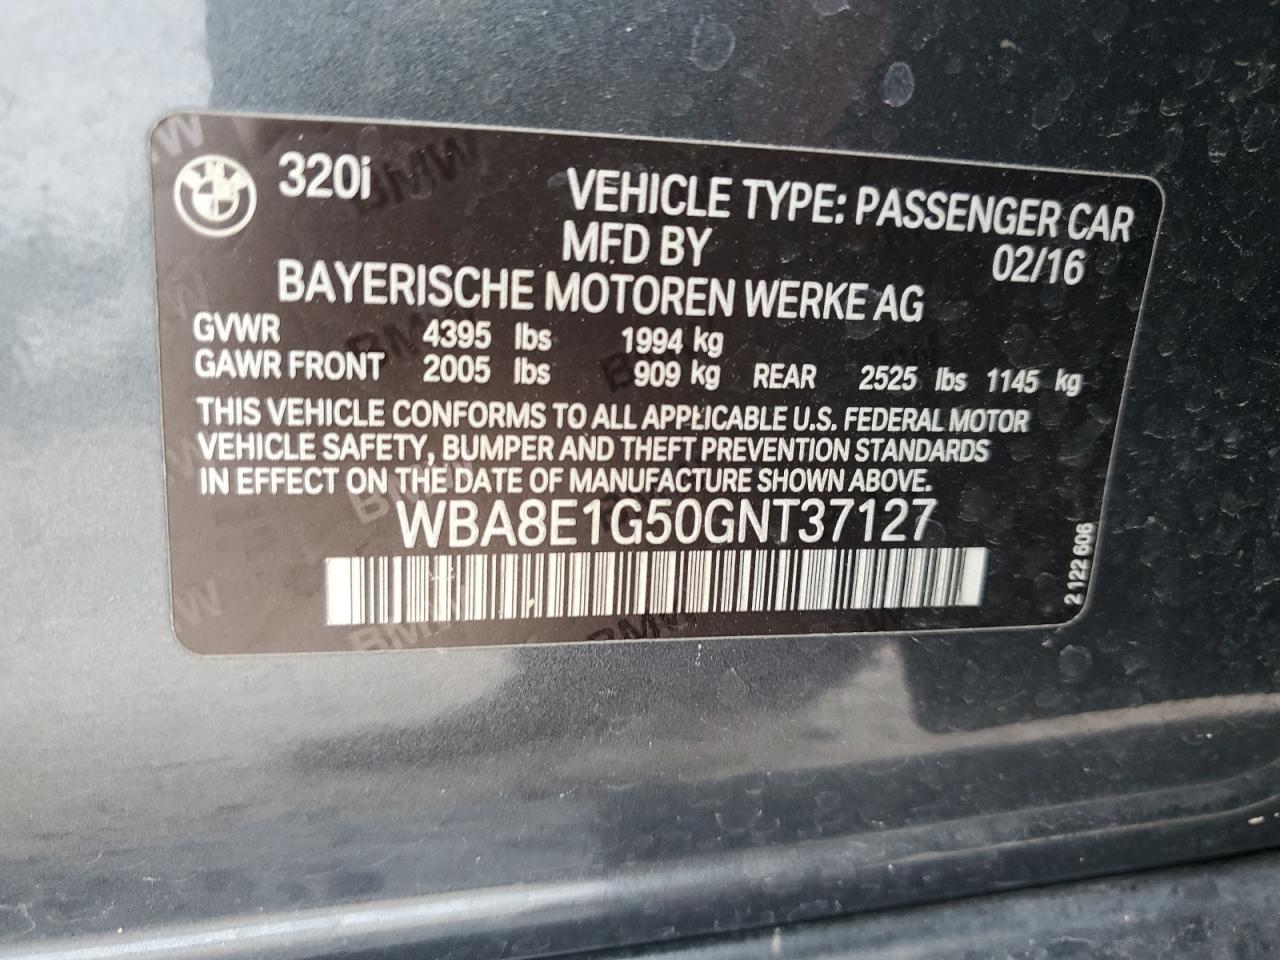 320i
VEHICLE TYPE: PASSENGER CAR
MFD BY 02/16
BAYERISCHE MOTOREN WERKE AG
GVWR 4395 lbs 1994 kg
GAWR FRONT 2005 lbs 909 kg REAR 2525 lbs 1145 kg
THIS VEHICLE CONFORMS TO ALL APPLICABLE U.S. FEDERAL MOTOR
VEHICLE SAFETY, BUMPER AND THEFT PREVENTION STANDARDS
IN EFFECT ON THE DATE OF MANUFACTURE SHOWN ABOVE.
WBA8E1G50GNT37127
2 122 606